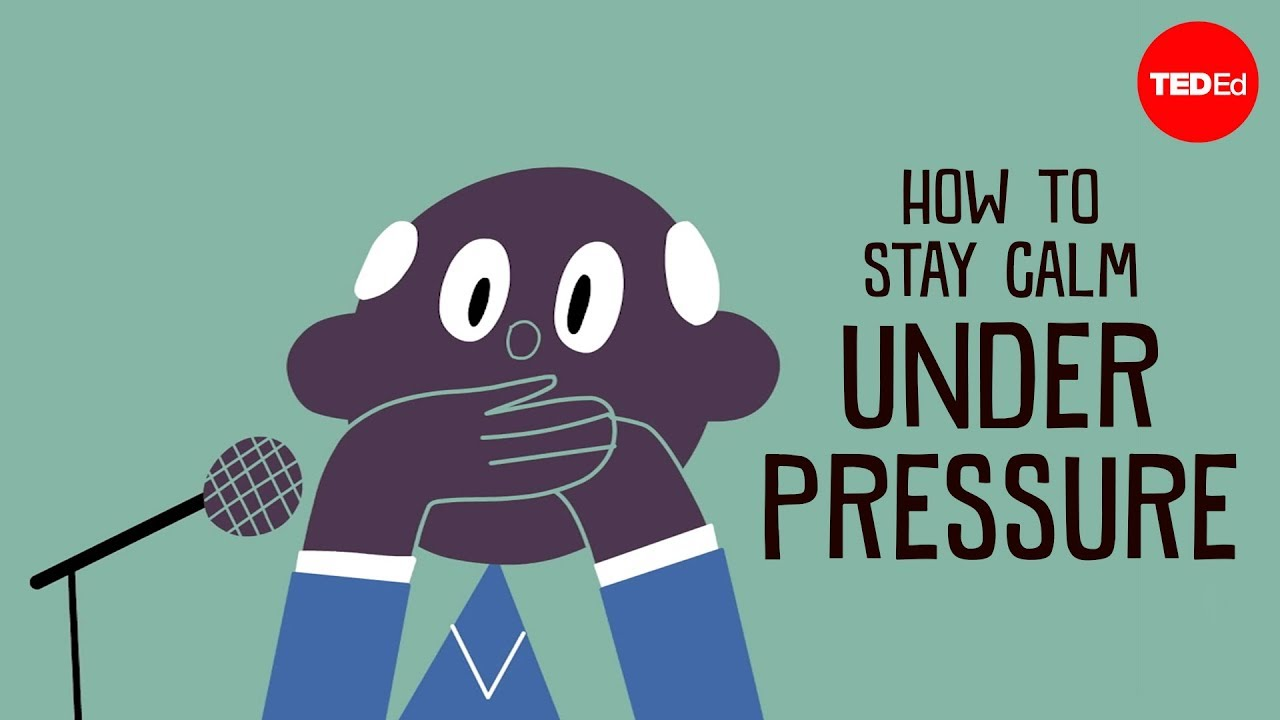 TEDEd
HOW TO
STAY CALM
UNDER
PRESSURE